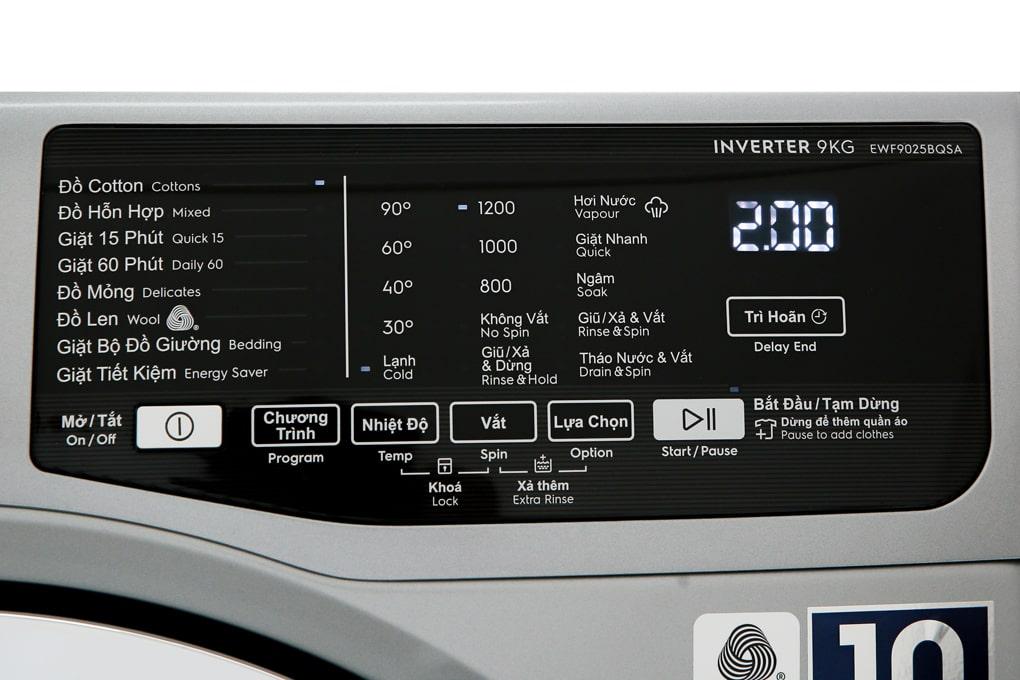 INVERTER 9KG EWF9025BQSA
Đồ Cotton Cottons
Đồ Hỗn Hợp Mixed
Giặt 15 Phút Quick 15
Giặt 60 Phút Daily 60
Đồ Mỏng Delicates
Đồ Len Wool ®
Giặt Bộ Đồ Giường Bedding
Giặt Tiết Kiệm Energy Saver
90°
60°
40°
30°
Lạnh
Cold
1200
1000
800
Không Vắt
No Spin
Giũ/Xả
& Dừng
Rinse & Hold
Hơi Nước
Vapour
Giặt Nhanh
Quick
Ngâm
Soak
Giũ/Xả & Vắt
Rinse & Spin
Tháo Nước & Vắt
Drain & Spin
2.00
Trì Hoãn
Delay End
Mở/Tắt
On/Off
Chương
Trình
Program
Nhiệt Độ
Temp
Vắt
Spin
Lựa Chọn
Option
Khoá
Lock
Xả thêm
Extra Rinse
Start/Pause
Bắt Đầu/Tạm Dừng
Dừng để thêm quần áo
Pause to add clothes
®
10